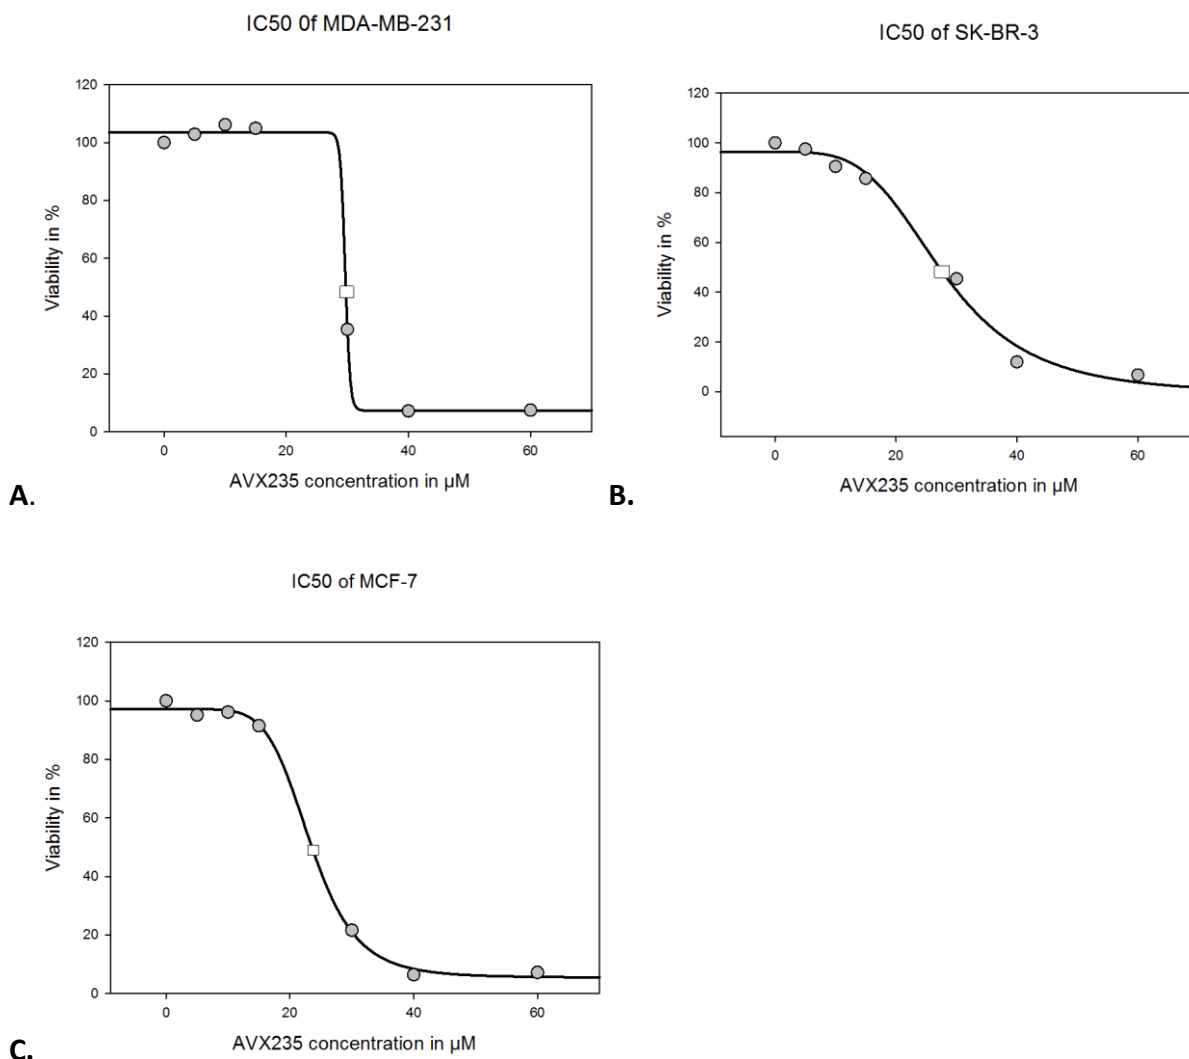 IC50 0f MDA-MB-231
120
100
80
60
40
20
0
Viability in %
0 20 40 60
AVX235 concentration in µM
A.
IC50 of SK-BR-3
120
100
80
60
40
20
0
Viability in %
0 20 40 60
AVX235 concentration in µM
B.
IC50 of MCF-7
120
100
80
60
40
20
0
Viability in %
0 20 40 60
AVX235 concentration in µM
C.